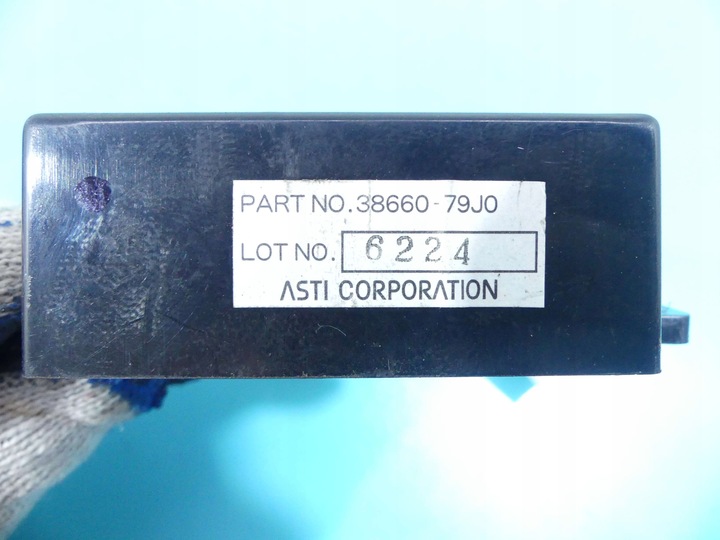 PART NO. 38660-79J0
LOT NO. 6224
ASTI CORPORATION